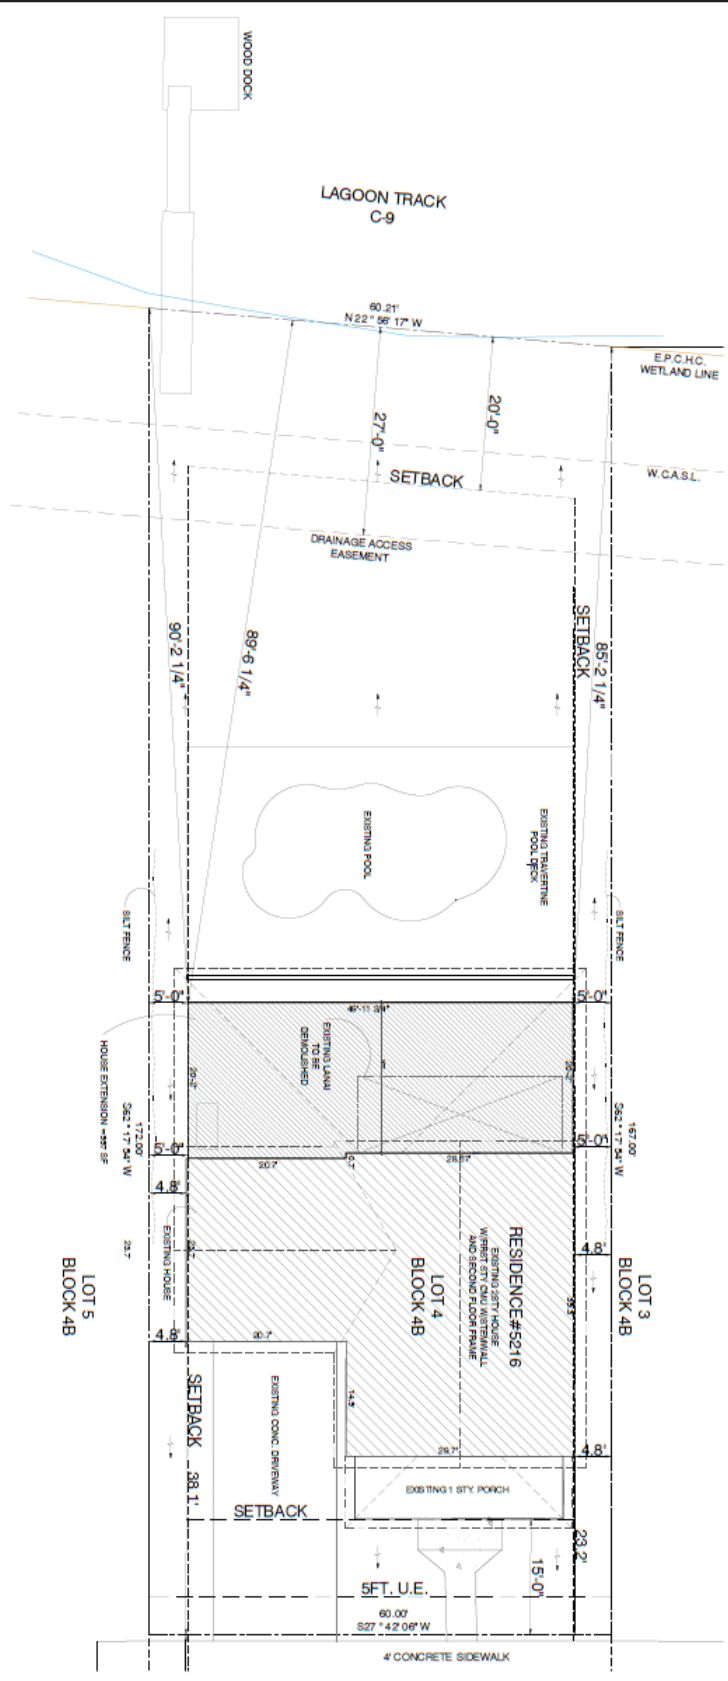 WOOD DOCK
LAGOON TRACK
C-9
60.21'
N 22 ° 56' 17" W
E.P.C.H.C.
WETLAND LINE
27'-0"
20'-0"
SETBACK
W.C.A.S.L.
DRAINAGE ACCESS
EASEMENT
SETBACK
90'-2 1/4"
89'-6 1/4"
85'-2 1/4"
EXISTING POOL
EXISTING TRAVERTINE
POOL DECK
SILT FENCE
SILT FENCE
5'-0"
5'-0"
EXISTING LANAI
TO BE
DEMOLISHED
HOUSE EXTENSION =997 SF
172.00'
S62 ° 17' 54" W
167.00'
S62 ° 17' 54" W
5'-0"
5'-0"
20.7'
4.8'
4.8'
25.7'
EXISTING HOUSE
RESIDENCE#5216
EXISTING 2STY HOUSE
W/FIRST STY CMU W/STEMWALL
AND SECOND FLOOR FRAME
LOT 5
BLOCK 4B
LOT 4
BLOCK 4B
LOT 3
BLOCK 4B
4.8'
20.7'
14.5'
29.7'
4.8'
SETBACK
38.1'
EXISTING CONC. DRIVEWAY
EXISTING 1 STY. PORCH
SETBACK
23.2'
15'-0"
5FT. U.E.
60.00'
S27 ° 42' 06" W
4' CONCRETE SIDEWALK